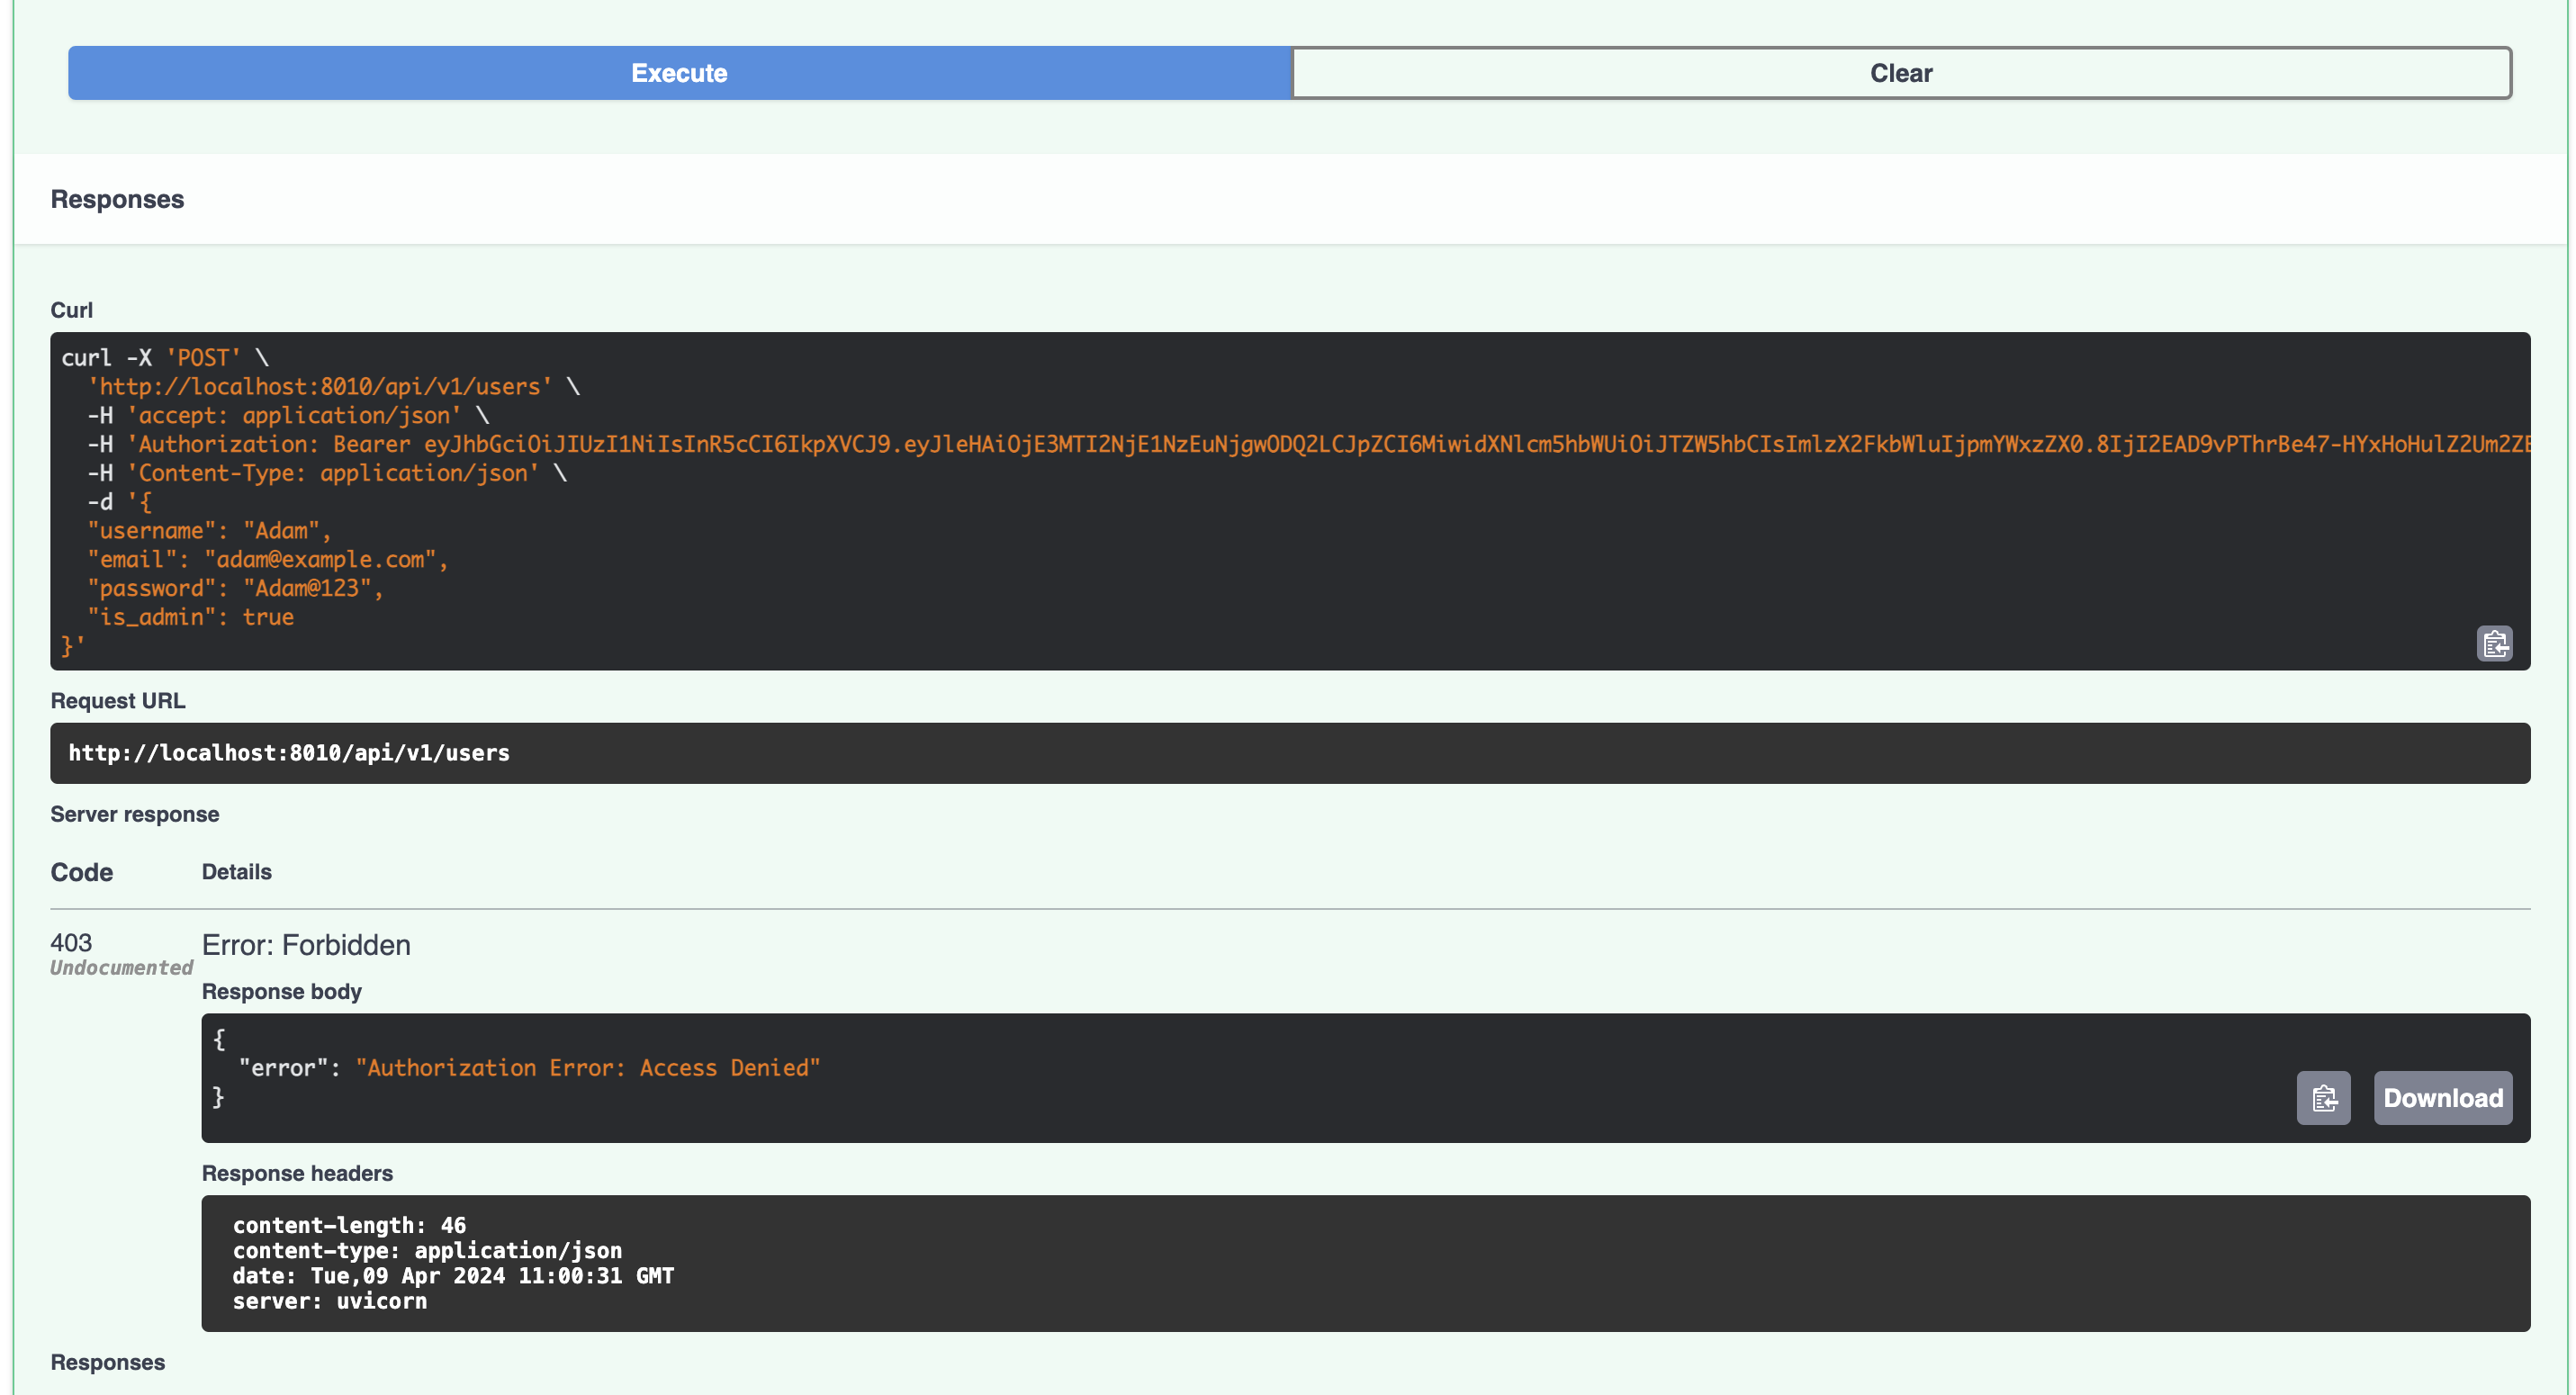 Execute
Clear
Responses
Curl
curl -X 'POST' \
'http://localhost:8010/api/v1/users' \
-H 'accept: application/json' \
-H 'Authorization: Bearer eyJhbGciOiJIUzI1NiIsInR5cCI6IkpXVCJ9.eyJleHAiOjE3MTI2NjE1NzEuNjgwODQ2LCJpZCI6MiwidXNlcm5hbWUiOiJTZW5hbCIsImlzX2FkbWluIjpmYWxzZX0.8IjI2EAD9vPThrBe47-HYxHoHulZ2Um2ZE
-H 'Content-Type: application/json' \
-d '{
"username": "Adam",
"email": "adam@example.com",
"password": "Adam@123",
"is_admin": true
}'
Request URL
http://localhost:8010/api/v1/users
Server response
Code Details
403 Error: Forbidden
Undocumented
Response body
{
"error": "Authorization Error: Access Denied"
}
Download
Response headers
content-length: 46
content-type: application/json
date: Tue,09 Apr 2024 11:00:31 GMT
server: uvicorn
Responses